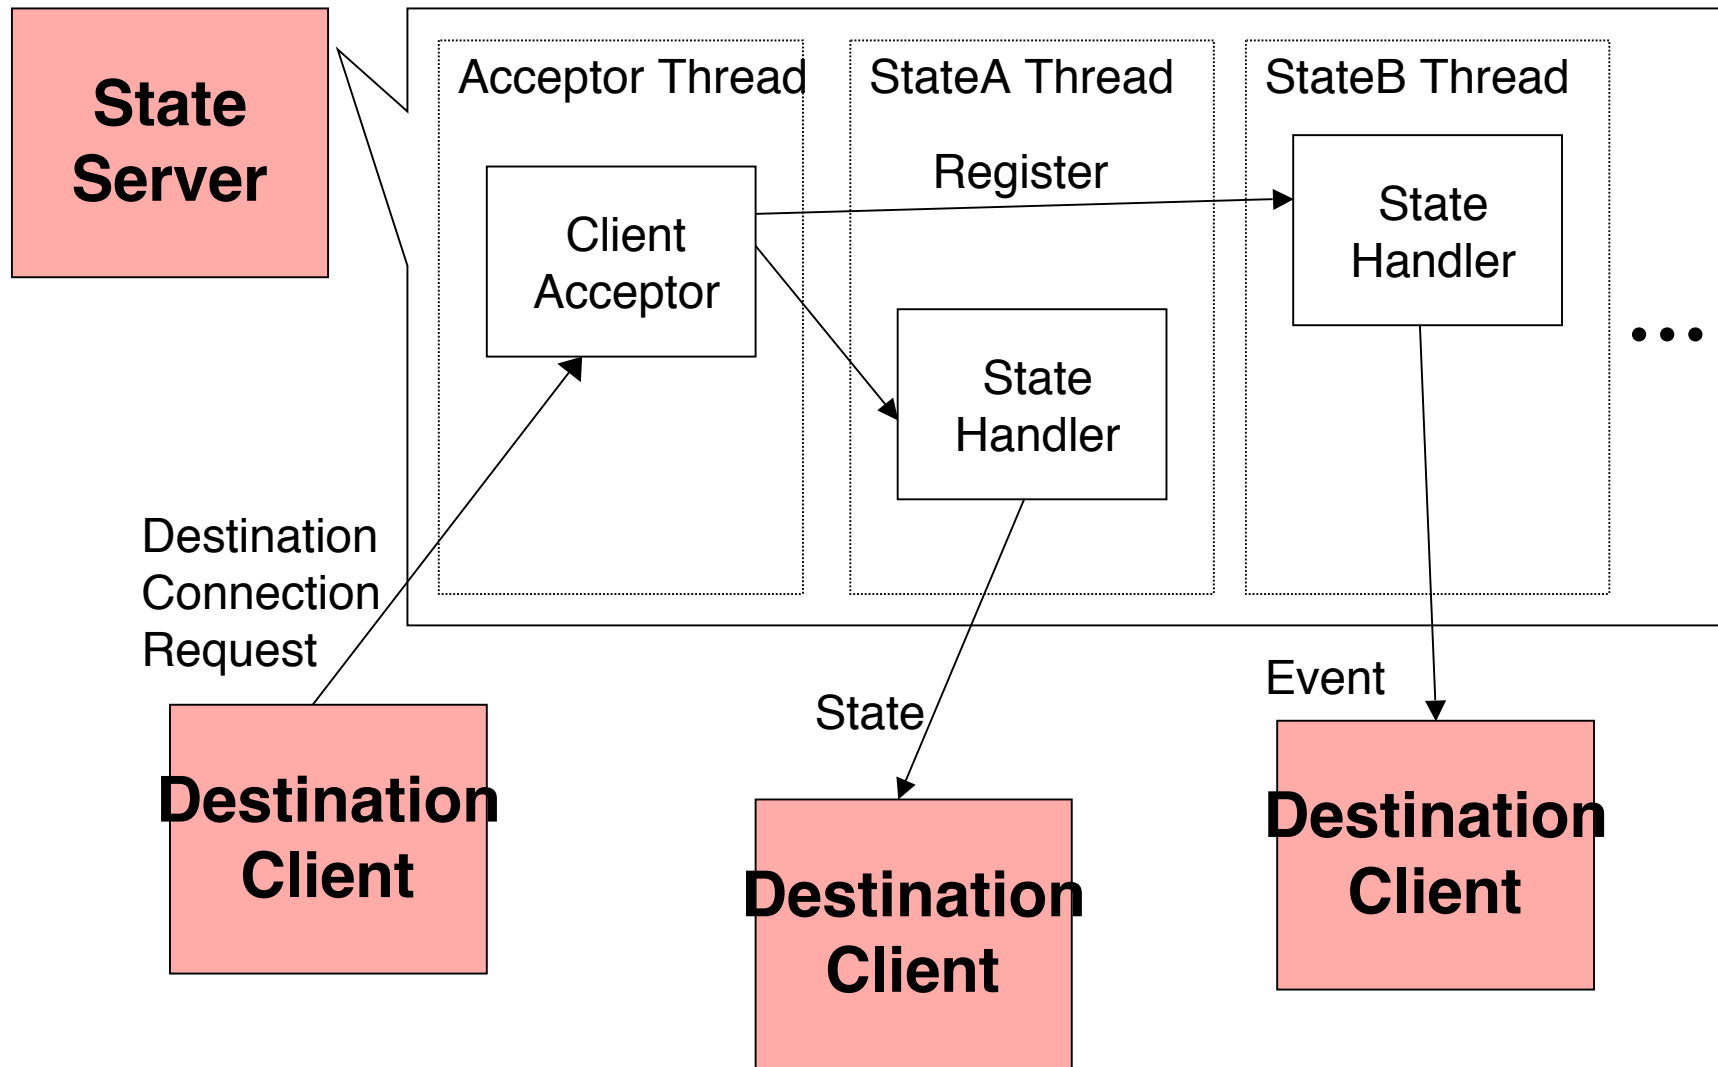 State
Server
Acceptor Thread
StateA Thread
StateB Thread
Register
Client
Acceptor
State
Handler
State
Handler
...
Destination
Connection
Request
State
Event
Destination
Client
Destination
Client
Destination
Client